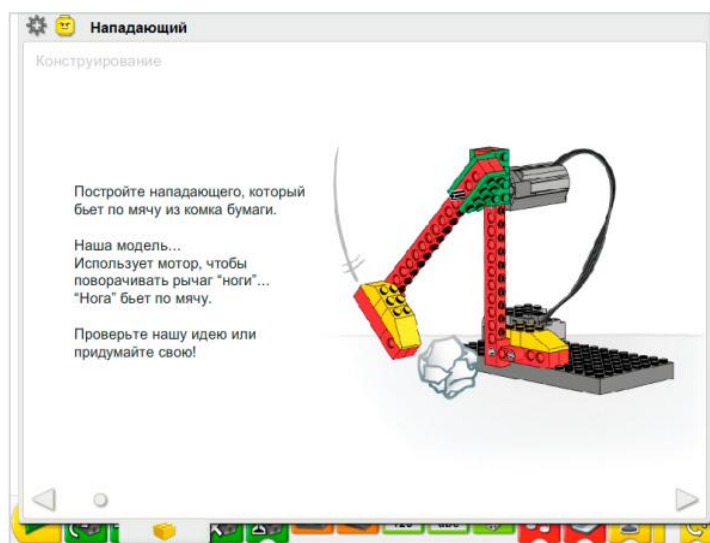 Нападающий
Конструирование
Постройте нападающего, который
бьет по мячу из комка бумаги.
Наша модель...
Использует мотор, чтобы
поворачивать рычаг “ноги”...
“Нога” бьет по мячу.
Проверьте нашу идею или
придумайте свою!